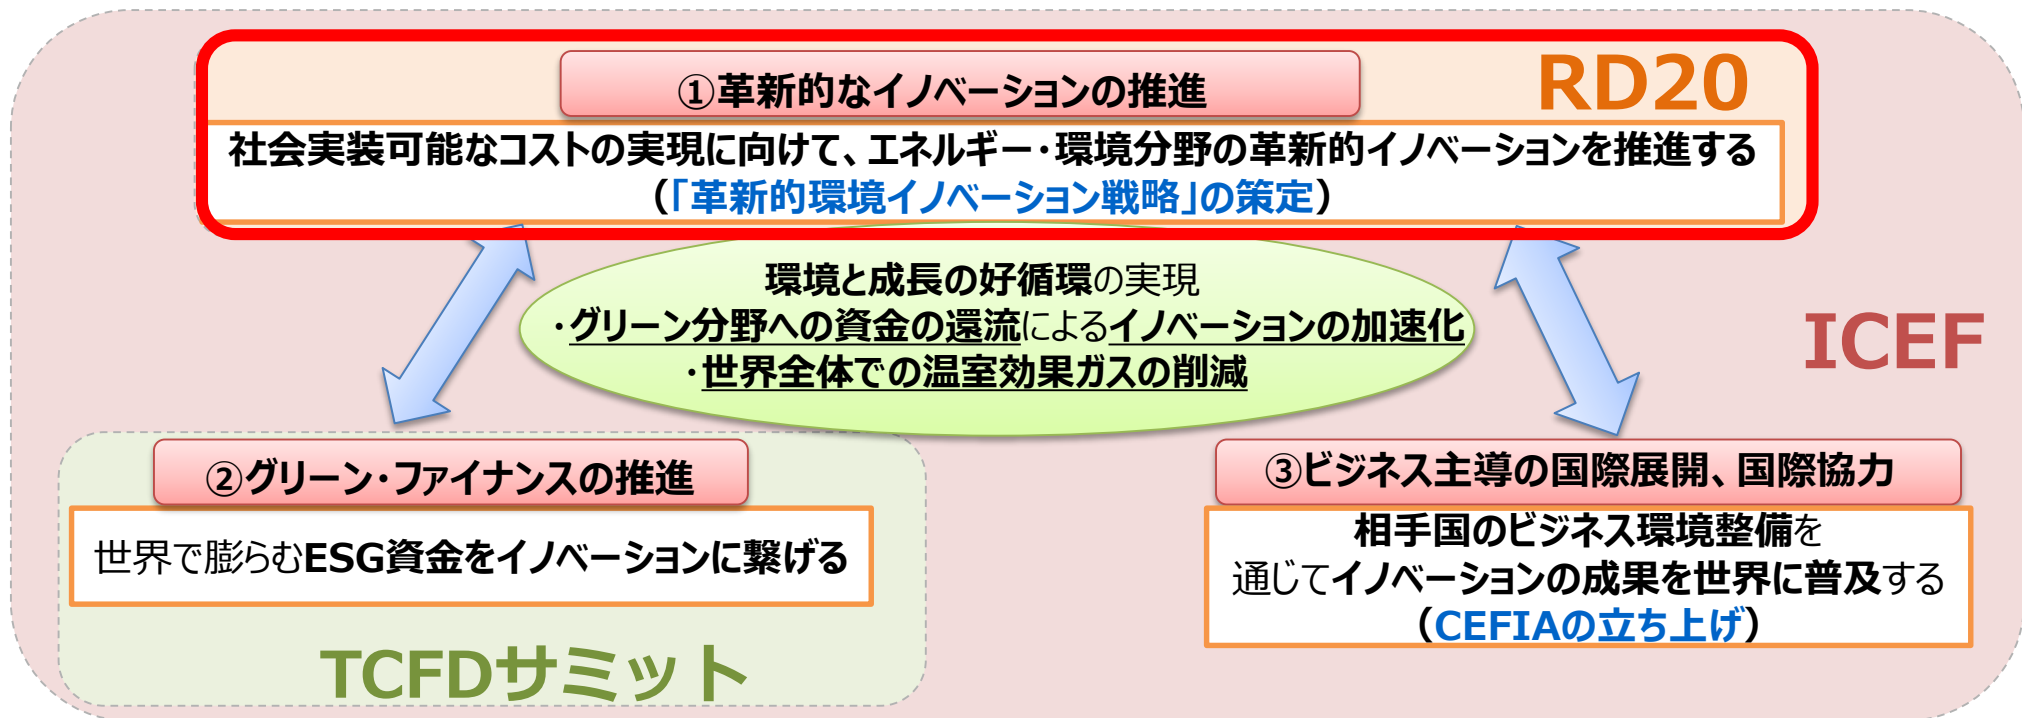 ①革新的なイノベーションの推進
RD20
社会実装可能なコストの実現に向けて、エネルギー・環境分野の革新的イノベーションを推進する
(「革新的環境イノベーション戦略」の策定)
環境と成長の好循環の実現
・グリーン分野への資金の還流によるイノベーションの加速化
・世界全体での温室効果ガスの削減
ICEF
②グリーン・ファイナンスの推進
世界で膨らむESG資金をイノベーションに繋げる
TCFDサミット
③ビジネス主導の国際展開、国際協力
相手国のビジネス環境整備を
通じてイノベーションの成果を世界に普及する
(CEFIAの立ち上げ)